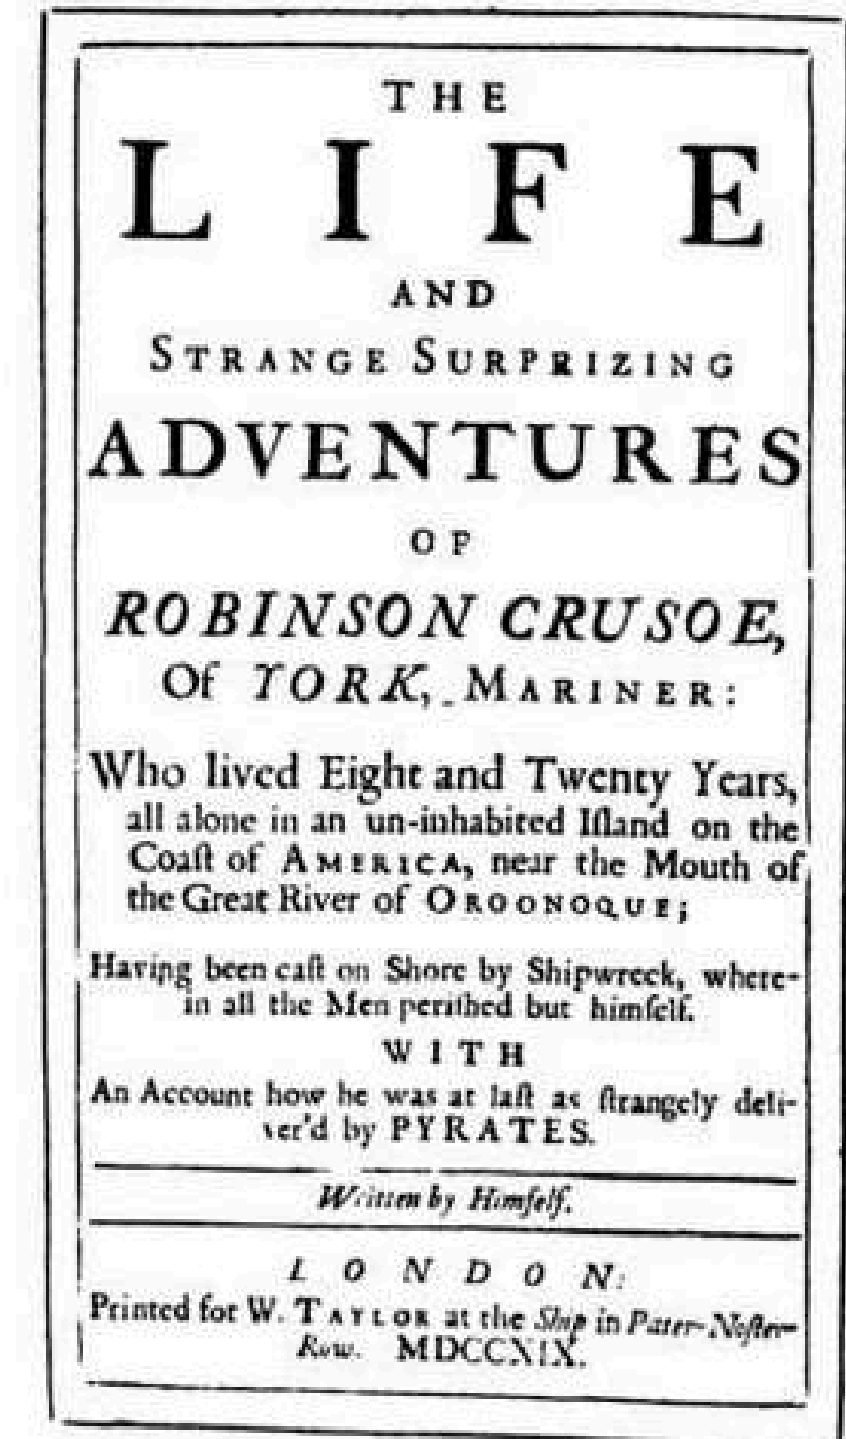 THE
LIFE
AND
STRANGE SURPRIZING
ADVENTURES
OF
ROBINSON CRUSOE,
Of YORK, MARINER:
Who lived Eight and Twenty Years,
all alone in an un-inhabited Iſland on the
Coaſt of AMERICA, near the Mouth of
the Great River of OROONOQUE;
Having been caſt on Shore by Shipwreck, where-
in all the Men periſhed but himſelf.
WITH
An Account how he was at laſt as ſtrangely deli-
ver'd by PYRATES.
Written by Himſelf.
LONDON:
Printed for W. TAYLOR at the Ship in Pater-Noſter-
Row. MDCCXIX.